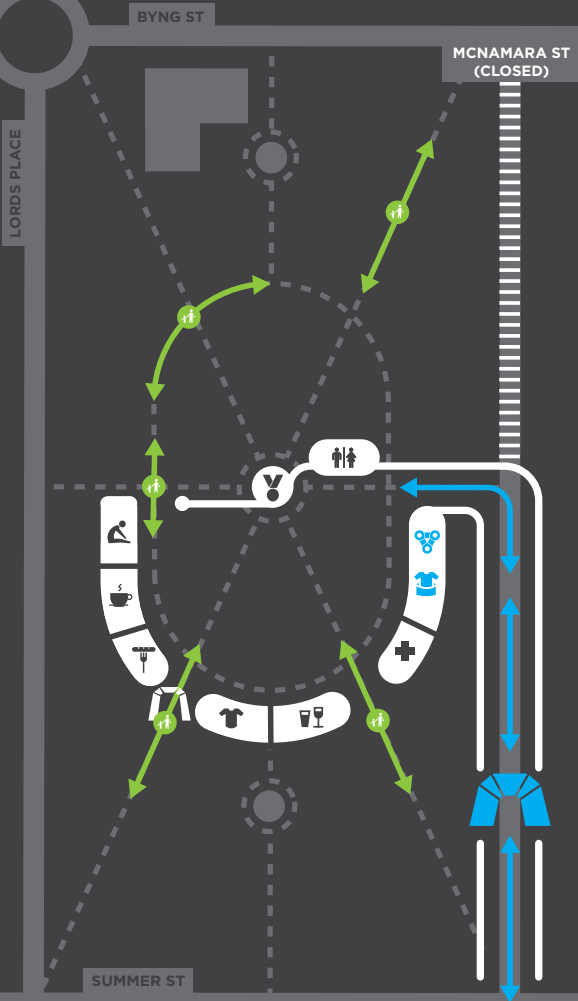 BYNG ST
MCNAMARA ST
(CLOSED)
LORDS PLACE
SUMMER ST